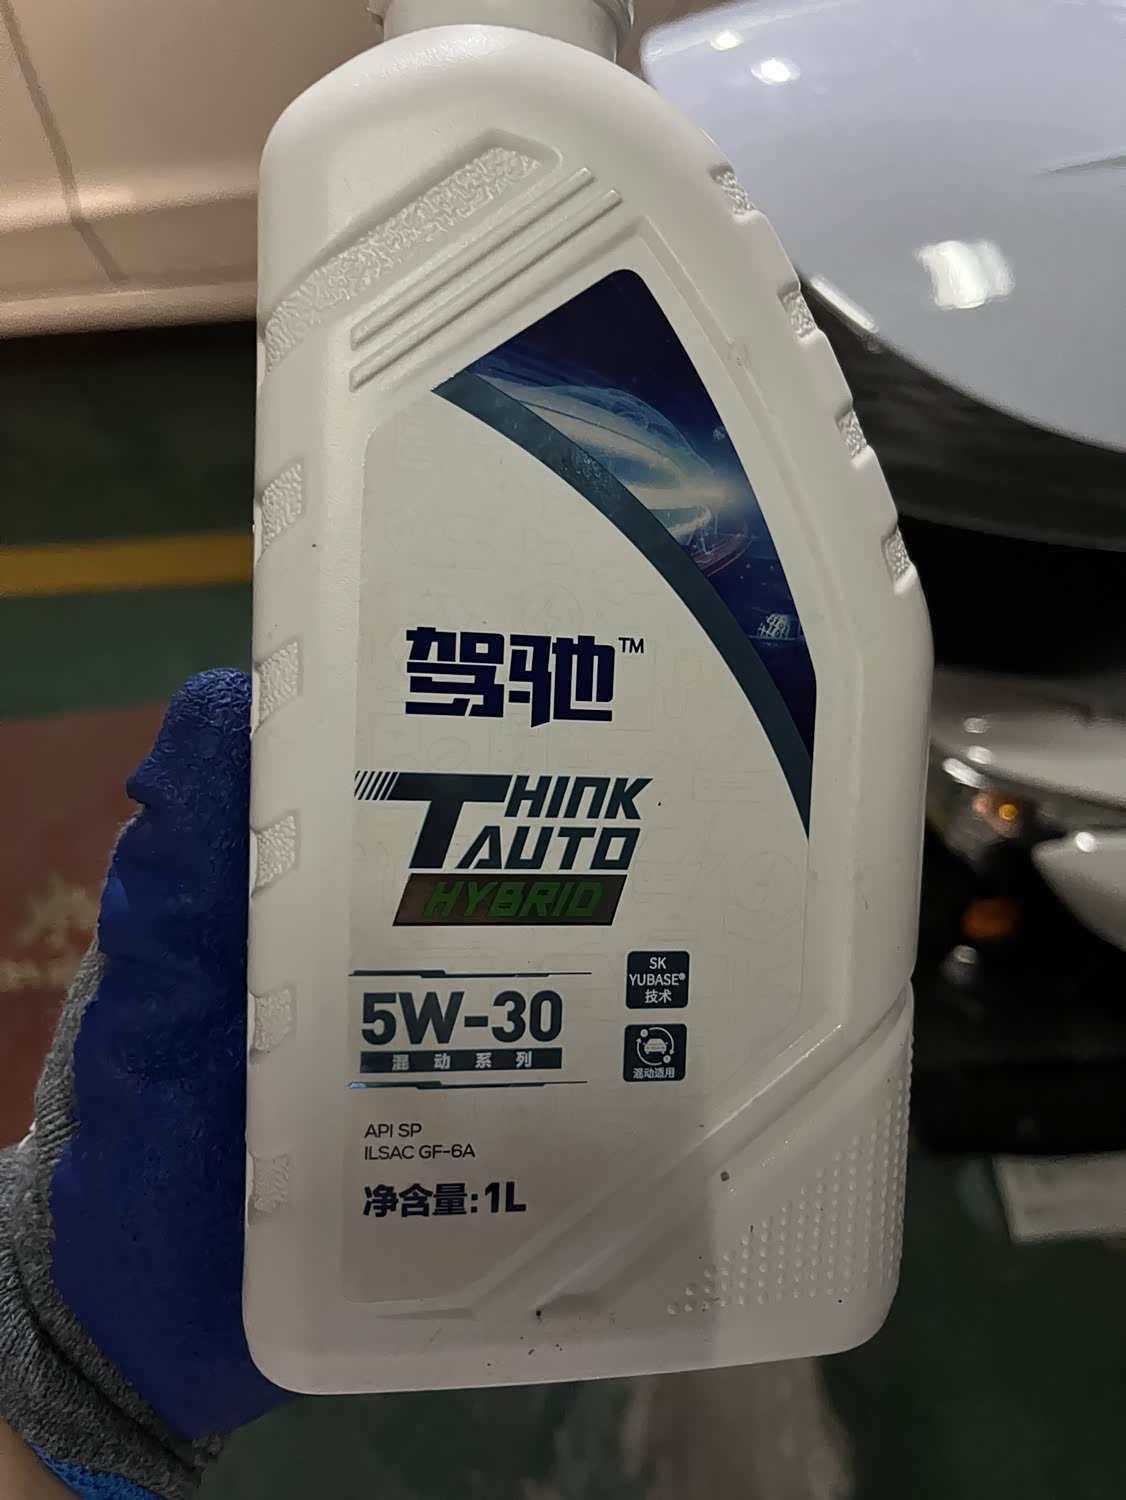 驾驰™
THINK
AUTO
HYBRID
5W-30
混动系列
SK
YUBASE®
技术
混动适用
API SP
ILSAC GF-6A
净含量:1L